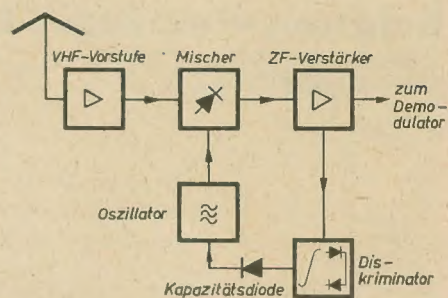 VHF-Vorstufe
Mischer
ZF-Verstärker
zum
Demo-
dulator
Oszillator
Dis-
kriminator
Kapazitätsdiode